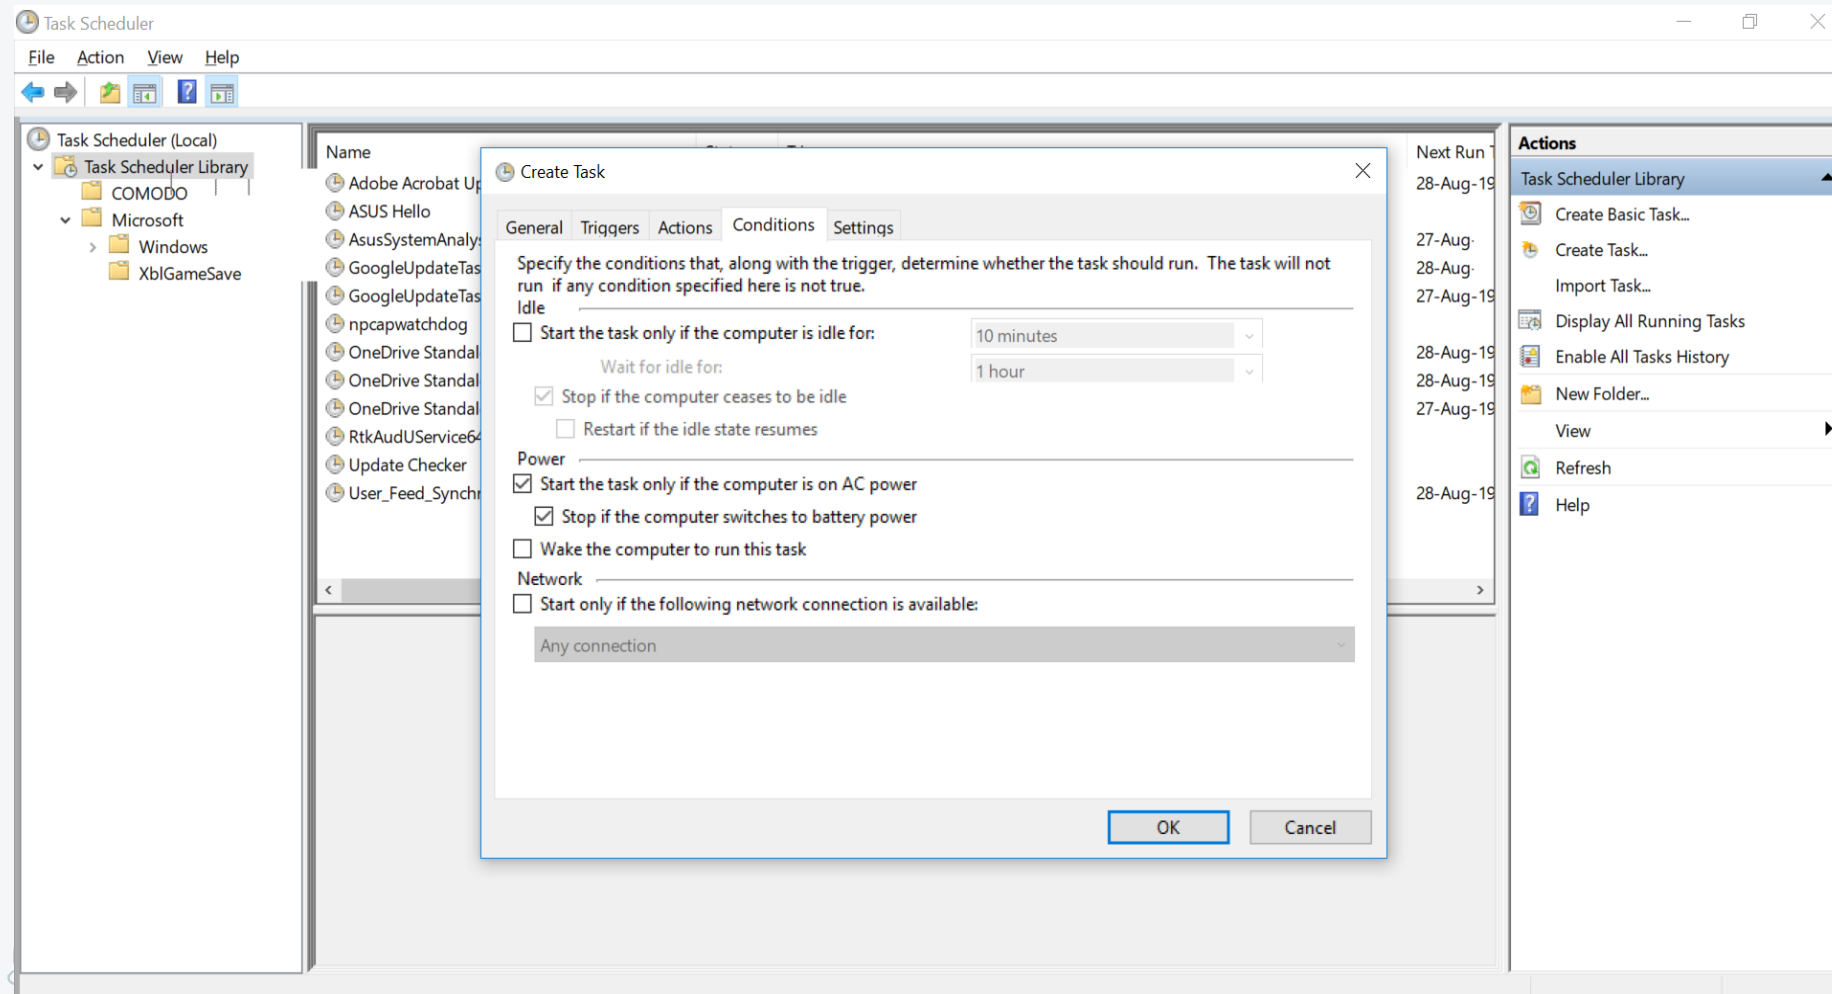 Task Scheduler
File Action View Help
Task Scheduler (Local)
Task Scheduler Library
COMODO
Microsoft
Windows
XblGameSave
Name
Adobe Acrobat Up
ASUS Hello
AsusSystemAnalys
GoogleUpdateTas
GoogleUpdateTas
npcapwatchdog
OneDrive Standal
OneDrive Standal
OneDrive Standal
RtkAudUService64
Update Checker
User_Feed_Synchr
Create Task
General Triggers Actions Conditions Settings
Specify the conditions that, along with the trigger, determine whether the task should run. The task will not
run if any condition specified here is not true.
Idle
Start the task only if the computer is idle for: 10 minutes
Wait for idle for: 1 hour
Stop if the computer ceases to be idle
Restart if the idle state resumes
Power
Start the task only if the computer is on AC power
Stop if the computer switches to battery power
Wake the computer to run this task
Network
Start only if the following network connection is available:
Any connection
OK Cancel
Next Run T
28-Aug-19
27-Aug-
28-Aug-
27-Aug-19
28-Aug-19
28-Aug-19
27-Aug-19
28-Aug-19
Actions
Task Scheduler Library
Create Basic Task...
Create Task...
Import Task...
Display All Running Tasks
Enable All Tasks History
New Folder...
View
Refresh
Help